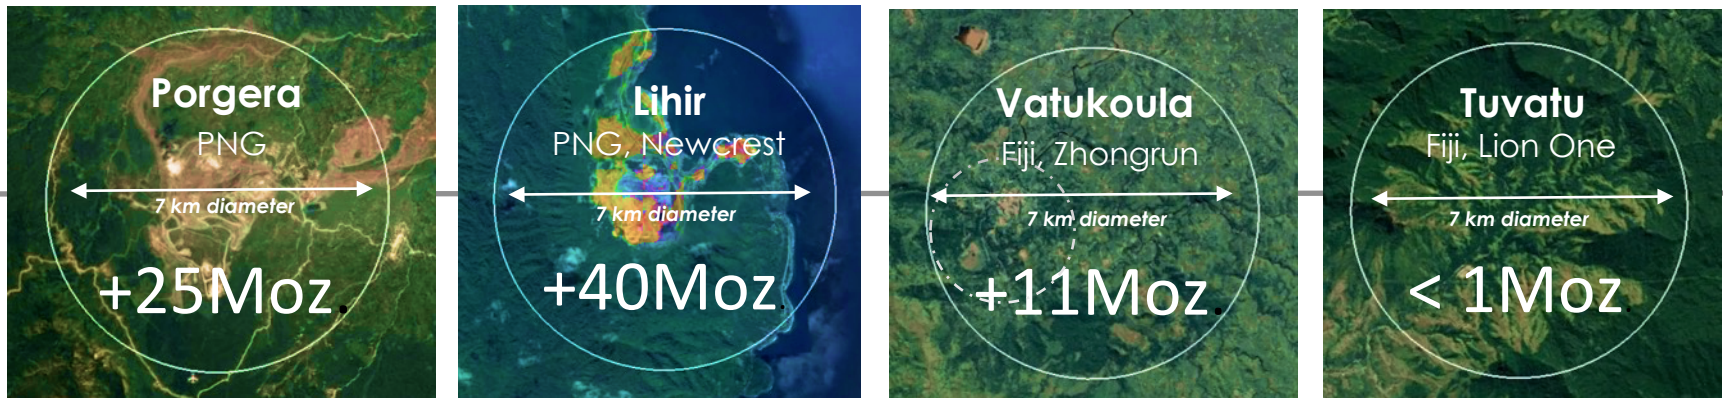 Porgera
PNG
7 km diameter
+25Moz.
Lihir
PNG, Newcrest
7 km diameter
+40Moz.
Vatukoula
Fiji, Zhongrun
7 km diameter
+11Moz.
Tuvatu
Fiji, Lion One
7 km diameter
< 1Moz.